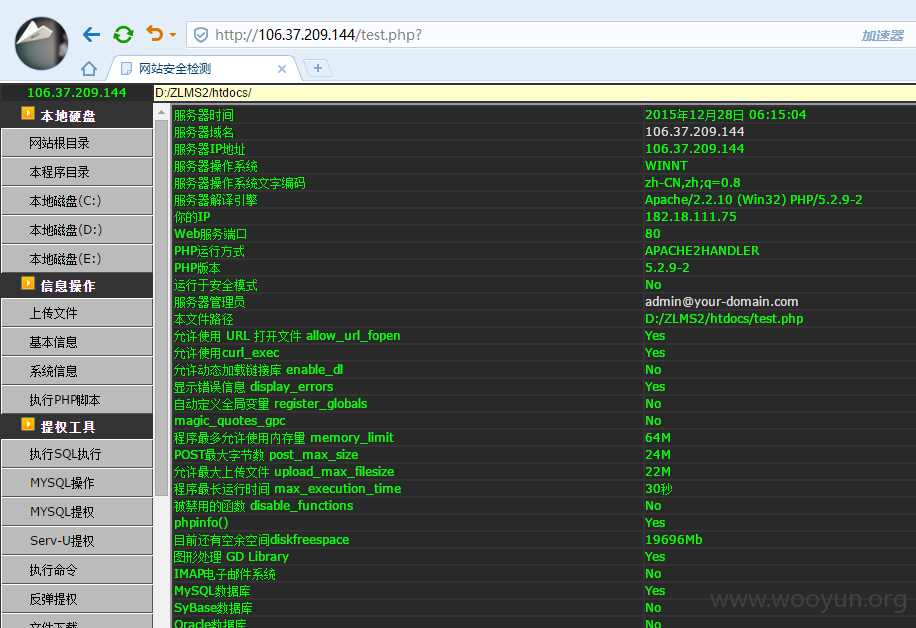 http://106.37.209.144/test.php?
加速器
网站安全检测
106.37.209.144
D:/ZLMS2/htdocs/
本地硬盘
网站根目录
本程序目录
本地磁盘(C:)
本地磁盘(D:)
本地磁盘(E:)
信息操作
上传文件
基本信息
系统信息
执行PHP脚本
提权工具
执行SQL执行
MYSQL操作
MYSQL提权
Serv-U提权
执行命令
反弹提权
文件下载
服务器时间 2015年12月28日 06:15:04
服务器域名 106.37.209.144
服务器IP地址 106.37.209.144
服务器操作系统 WINNT
服务器操作系统文字编码 zh-CN,zh;q=0.8
服务器解译引擎 Apache/2.2.10 (Win32) PHP/5.2.9-2
你的IP 182.18.111.75
Web服务端口 80
PHP运行方式 APACHE2HANDLER
PHP版本 5.2.9-2
运行于安全模式 No
服务器管理员 admin@your-domain.com
本文件路径 D:/ZLMS2/htdocs/test.php
允许使用 URL 打开文件 allow_url_fopen Yes
允许使用curl_exec Yes
允许动态加载链接库 enable_dl No
显示错误信息 display_errors Yes
自动定义全局变量 register_globals No
magic_quotes_gpc No
程序最多允许使用内存量 memory_limit 64M
POST最大字节数 post_max_size 24M
允许最大上传文件 upload_max_filesize 22M
程序最长运行时间 max_execution_time 30秒
被禁用的函数 disable_functions No
phpinfo() Yes
目前还有空余空间diskfreespace 19696Mb
图形处理 GD Library Yes
IMAP电子邮件系统 No
MySQL数据库 Yes
SyBase数据库 No
Oracle数据库 No
www.wooyun.org